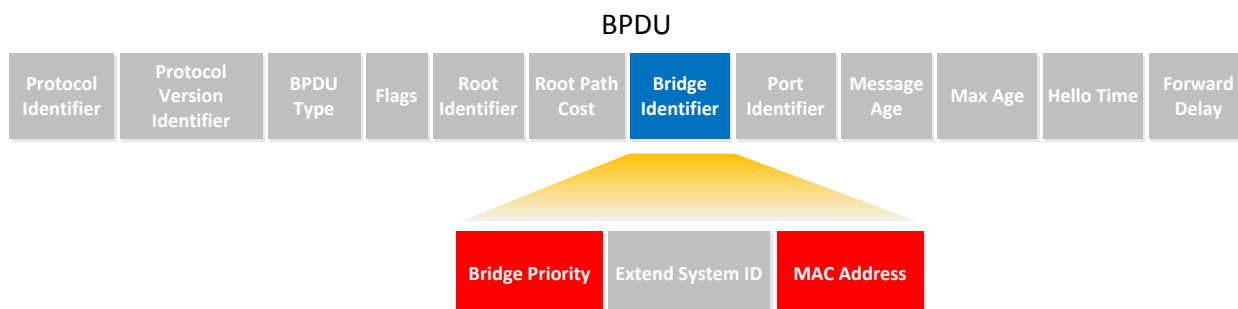 BPDU
Protocol
Identifier
Protocol
Version
Identifier
BPDU
Type
Flags
Root
Identifier
Root Path
Cost
Bridge
Identifier
Port
Identifier
Message
Age
Max Age
Hello Time
Forward
Delay
Bridge Priority
Extend System ID
MAC Address